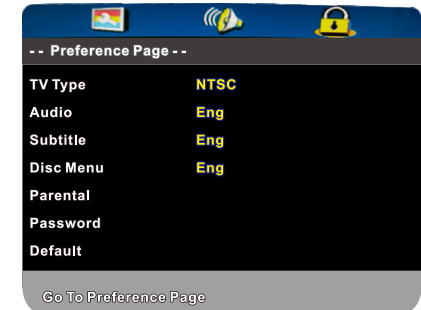 - - Preference Page - -
TV Type NTSC
Audio Eng
Subtitle Eng
Disc Menu Eng
Parental
Password
Default
Go To Preference Page